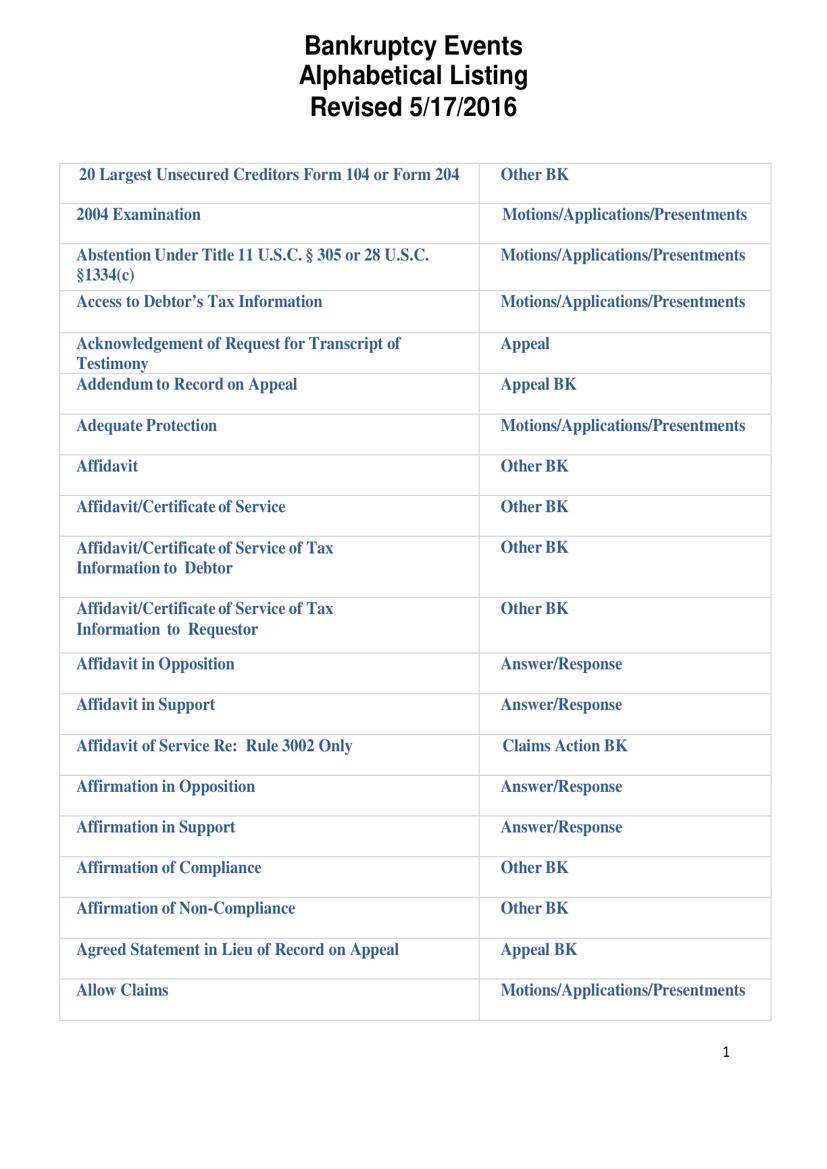 Bankruptcy Events
Alphabetical Listing
Revised 5/17/2016
20 Largest Unsecured Creditors Form 104 or Form 204 Other BK
2004 Examination Motions/Applications/Presentments
Abstention Under Title 11 U.S.C. § 305 or 28 U.S.C. Motions/Applications/Presentments
§1334(c)
Access to Debtor’s Tax Information Motions/Applications/Presentments
Acknowledgement of Request for Transcript of Appeal
Testimony
Addendum to Record on Appeal Appeal BK
Adequate Protection Motions/Applications/Presentments
Affidavit Other BK
Affidavit/Certificate of Service Other BK
Affidavit/Certificate of Service of Tax Other BK
Information to Debtor
Affidavit/Certificate of Service of Tax Other BK
Information to Requestor
Affidavit in Opposition Answer/Response
Affidavit in Support Answer/Response
Affidavit of Service Re: Rule 3002 Only Claims Action BK
Affirmation in Opposition Answer/Response
Affirmation in Support Answer/Response
Affirmation of Compliance Other BK
Affirmation of Non-Compliance Other BK
Agreed Statement in Lieu of Record on Appeal Appeal BK
Allow Claims Motions/Applications/Presentments
1